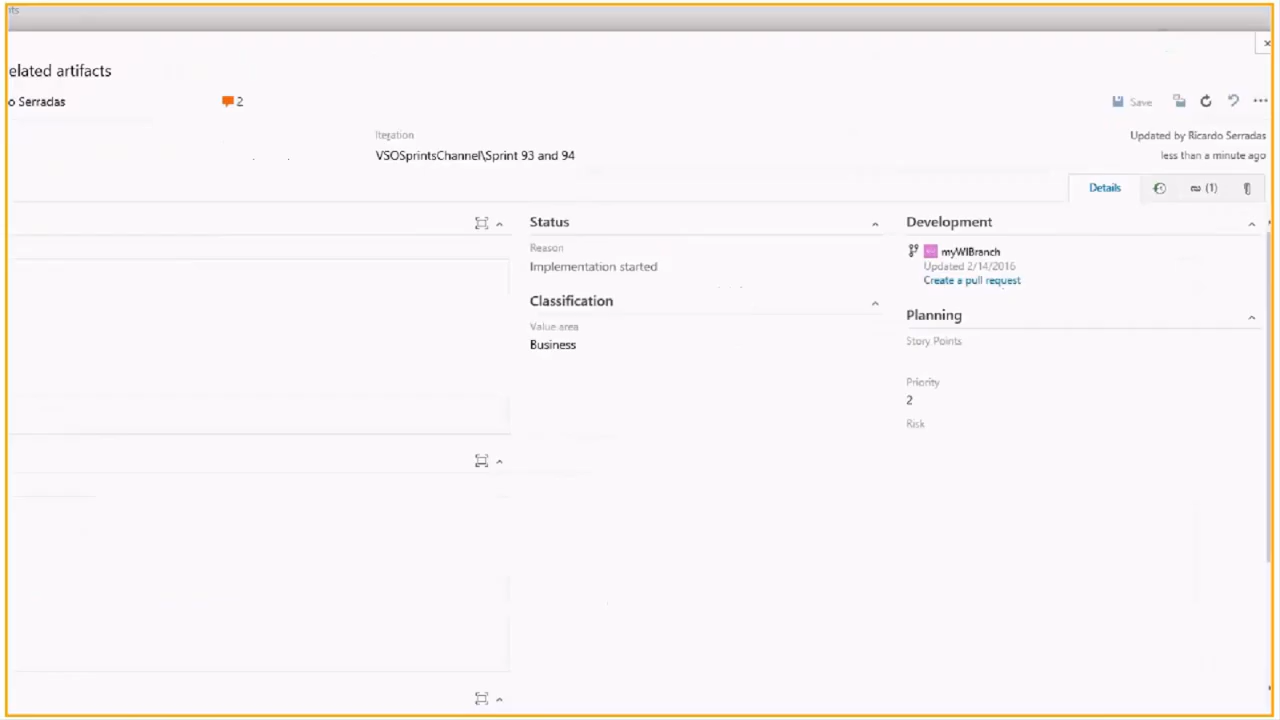 elated artifacts
o Serradas
2
Save
Iteration
VSOSprintsChannel\Sprint 93 and 94
Updated by Ricardo Serradas
less than a minute ago
Details
(1)
Status
Reason
Implementation started
Classification
Value area
Business
Development
myWIBranch
Updated 2/14/2016
Create a pull request
Planning
Story Points
Priority
2
Risk